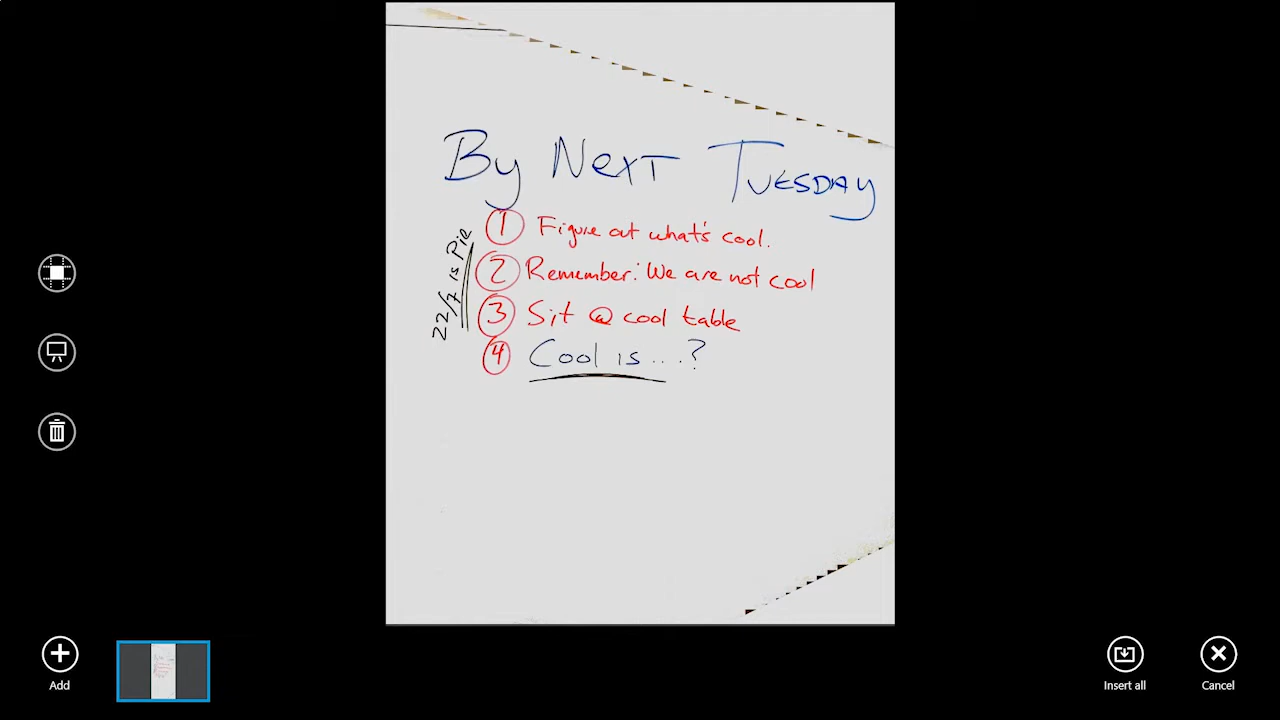 By Next Tuesday
1 Figure out what's cool.
2 Remember: We are not cool
3 Sit @ cool table
4 Cool is...?
22/7 is Pie
Add
Insert all
Cancel